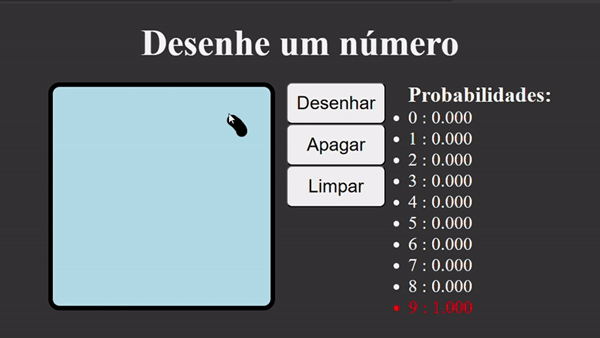 Desenhe um número
Desenhar
Apagar
Limpar
Probabilidades:
0 : 0.000
1 : 0.000
2 : 0.000
3 : 0.000
4 : 0.000
5 : 0.000
6 : 0.000
7 : 0.000
8 : 0.000
9 : 1.000